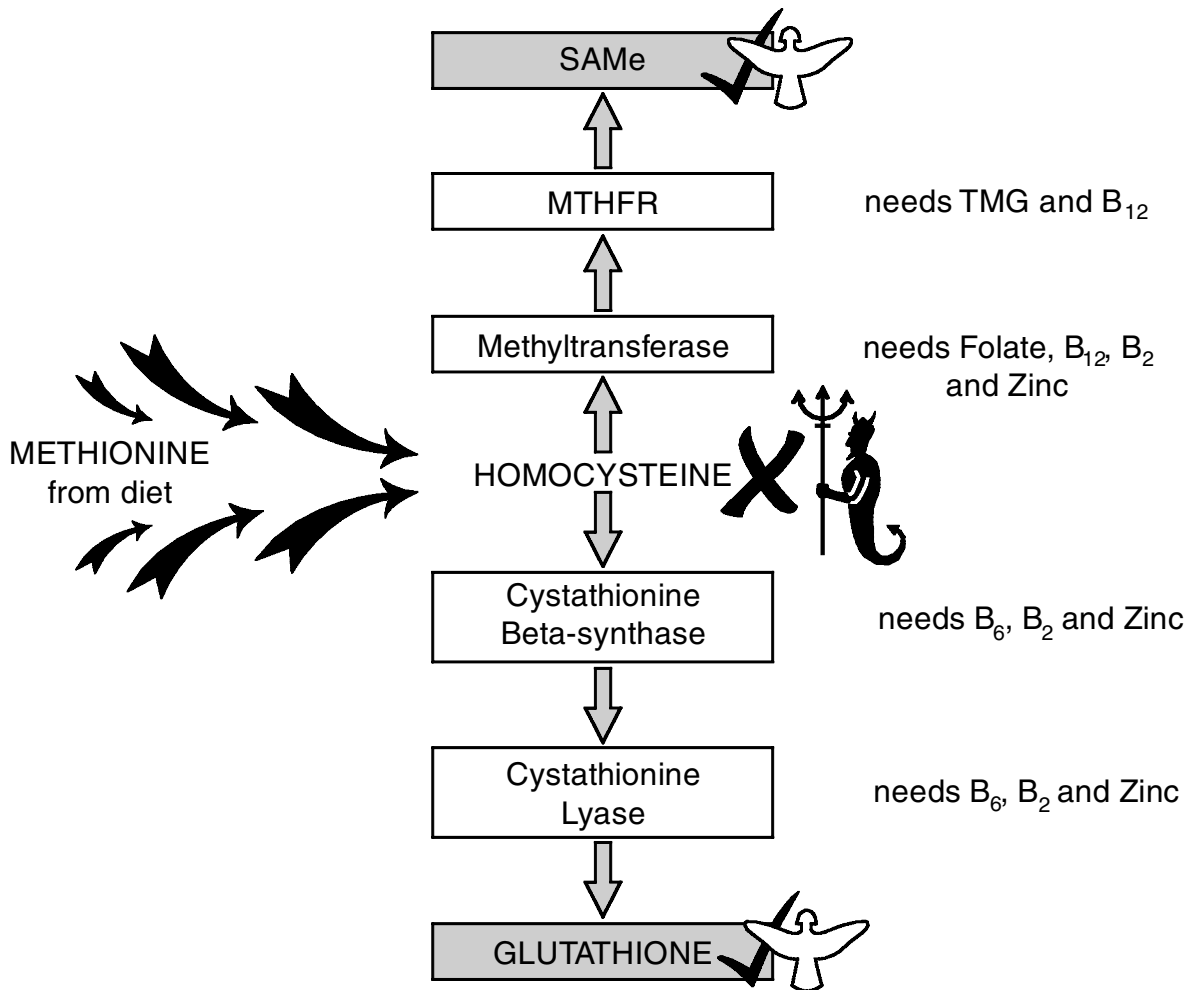 SAMe
MTHFR
needs TMG and B₁₂
Methyltransferase
needs Folate, B₁₂, B₂
and Zinc
METHIONINE
from diet
HOMOCYSTEINE
Cystathionine
Beta-synthase
needs B₆, B₂ and Zinc
Cystathionine
Lyase
needs B₆, B₂ and Zinc
GLUTATHIONE